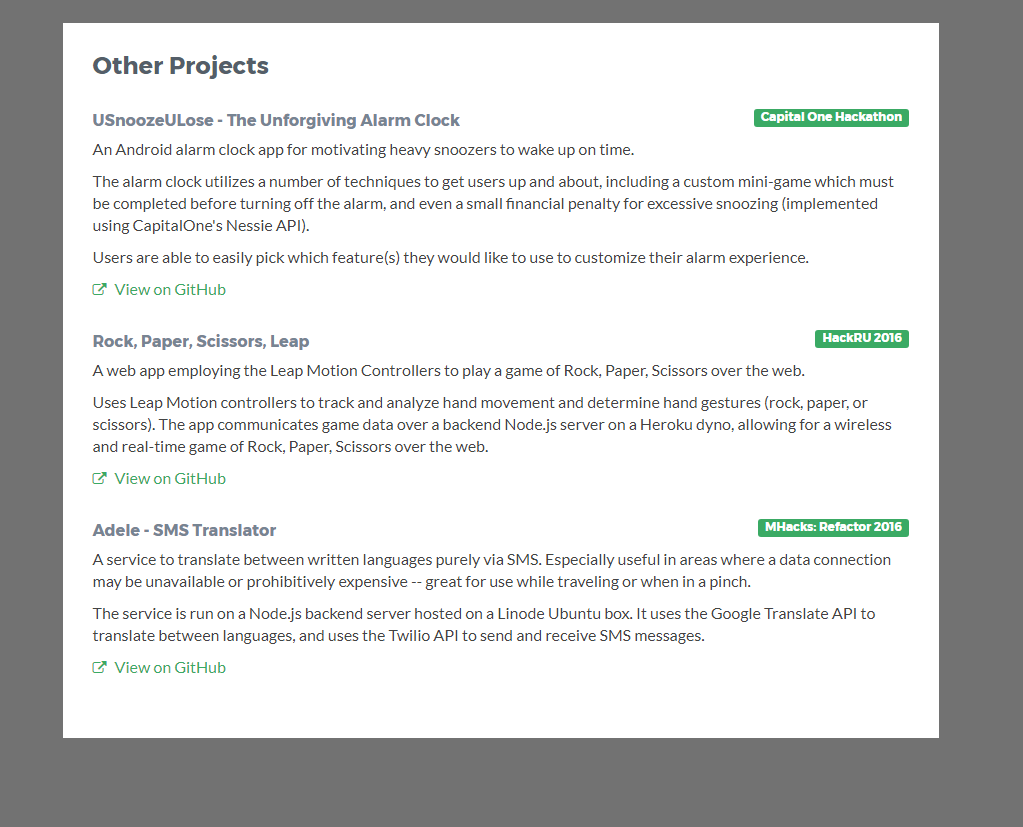 Other Projects
USnoozeULose - The Unforgiving Alarm Clock
Capital One Hackathon
An Android alarm clock app for motivating heavy snoozers to wake up on time.
The alarm clock utilizes a number of techniques to get users up and about, including a custom mini-game which must
be completed before turning off the alarm, and even a small financial penalty for excessive snoozing (implemented
using CapitalOne's Nessie API).
Users are able to easily pick which feature(s) they would like to use to customize their alarm experience.
View on GitHub
Rock, Paper, Scissors, Leap
HackRU 2016
A web app employing the Leap Motion Controllers to play a game of Rock, Paper, Scissors over the web.
Uses Leap Motion controllers to track and analyze hand movement and determine hand gestures (rock, paper, or
scissors). The app communicates game data over a backend Node.js server on a Heroku dyno, allowing for a wireless
and real-time game of Rock, Paper, Scissors over the web.
View on GitHub
Adele - SMS Translator
MHacks: Refactor 2016
A service to translate between written languages purely via SMS. Especially useful in areas where a data connection
may be unavailable or prohibitively expensive -- great for use while traveling or when in a pinch.
The service is run on a Node.js backend server hosted on a Linode Ubuntu box. It uses the Google Translate API to
translate between languages, and uses the Twilio API to send and receive SMS messages.
View on GitHub